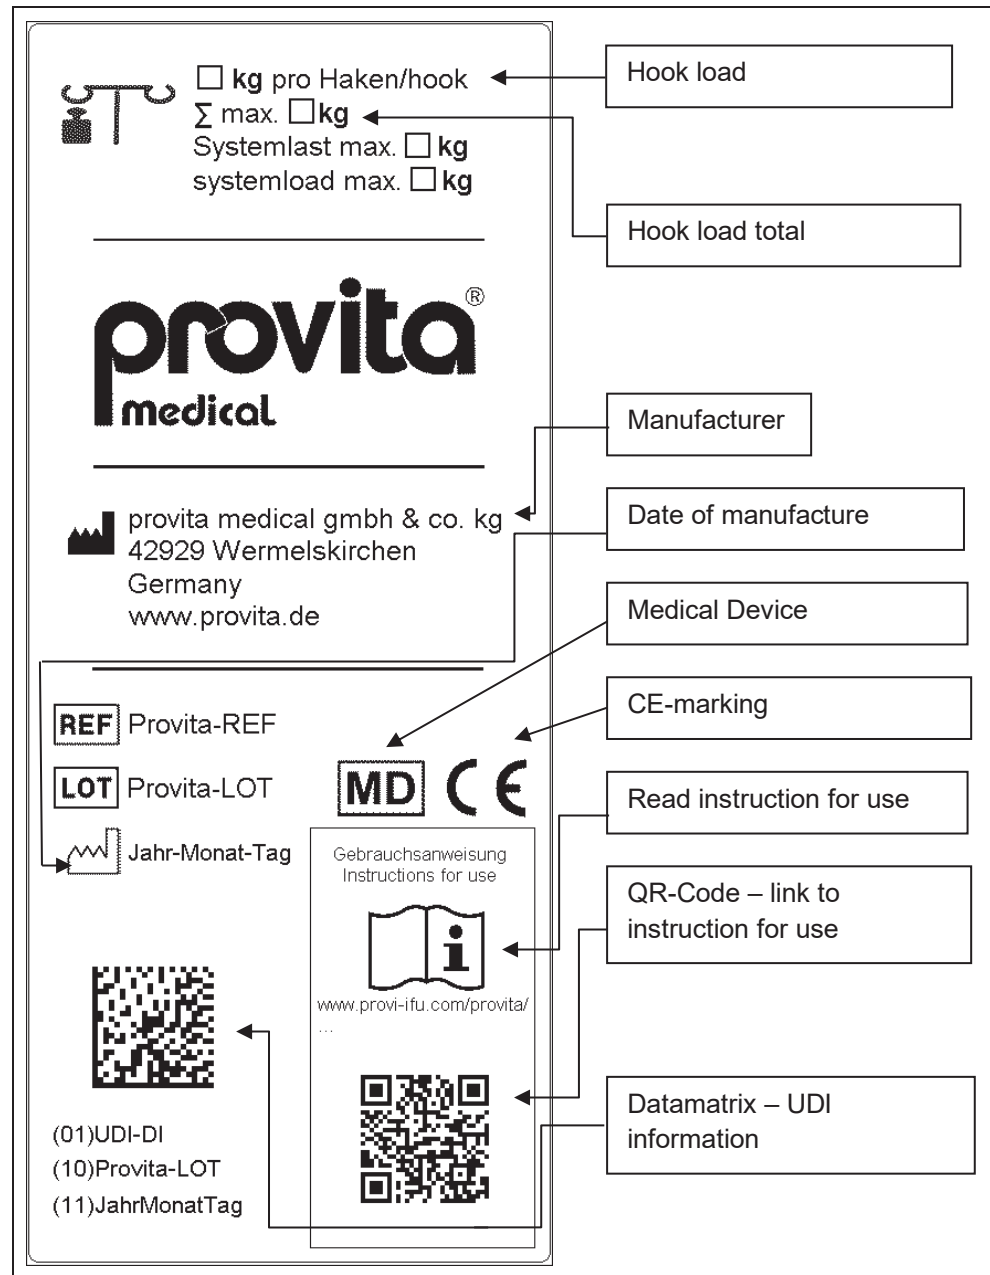 ☐ kg pro Haken/hook
∑ max. ☐ kg
Systemlast max. ☐ kg
systemload max. ☐ kg
provita®
medical
provita medical gmbh & co. kg
42929 Wermelskirchen
Germany
www.provita.de
REF Provita-REF
LOT Provita-LOT
MD CE
Jahr-Monat-Tag
Gebrauchsanweisung
Instructions for use
i
www.provi-ifu.com/provita/
...
(01)UDI-DI
(10)Provita-LOT
(11)JahrMonatTag
Hook load
Hook load total
Manufacturer
Date of manufacture
Medical Device
CE-marking
Read instruction for use
QR-Code – link to
instruction for use
Datamatrix – UDI
information